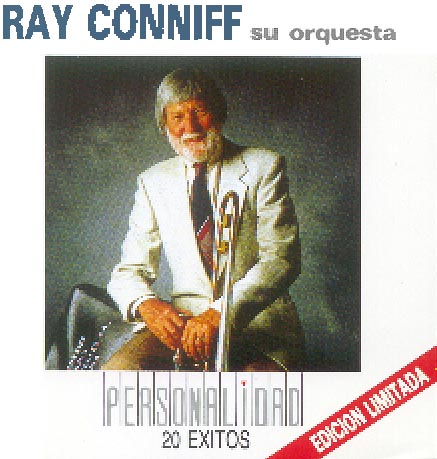 RAY CONNIFF su orquesta
PERSONALiDAD
20 EXITOS
EDICION LIMITADA